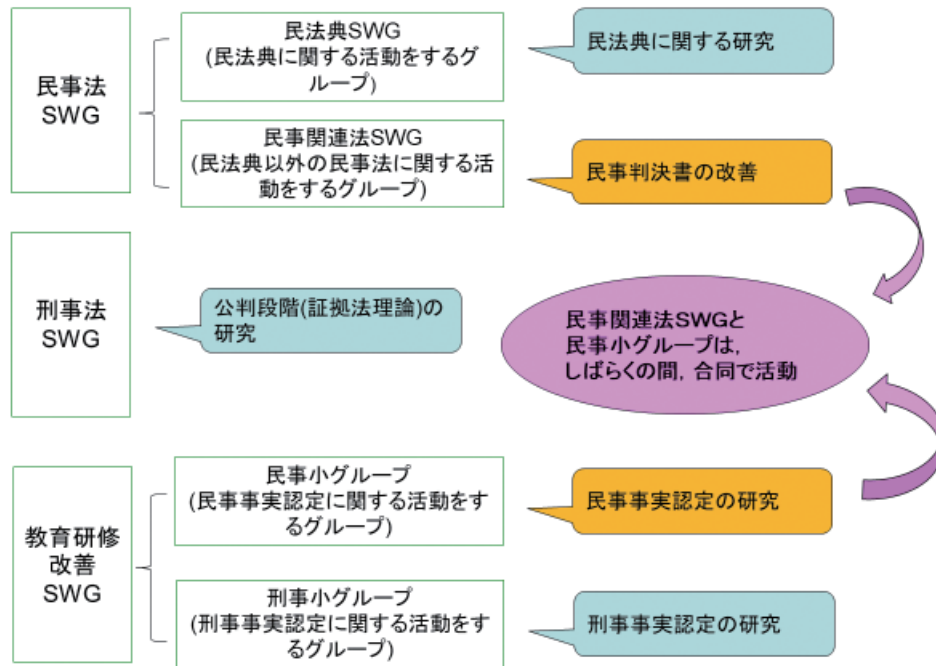 民事法
SWG
民法典SWG
(民法典に関する活動をするグ
ループ)
民法典に関する研究
民事関連法SWG
(民法典以外の民事法に関する活
動をするグループ)
民事判決書の改善
刑事法
SWG
公判段階(証拠法理論)の
研究
民事関連法SWGと
民事小グループは,
しばらくの間, 合同で活動
教育研修
改善
SWG
民事小グループ
(民事事実認定に関する活動をす
るグループ)
民事事実認定の研究
刑事小グループ
(刑事事実認定に関する活動をす
るグループ)
刑事事実認定の研究